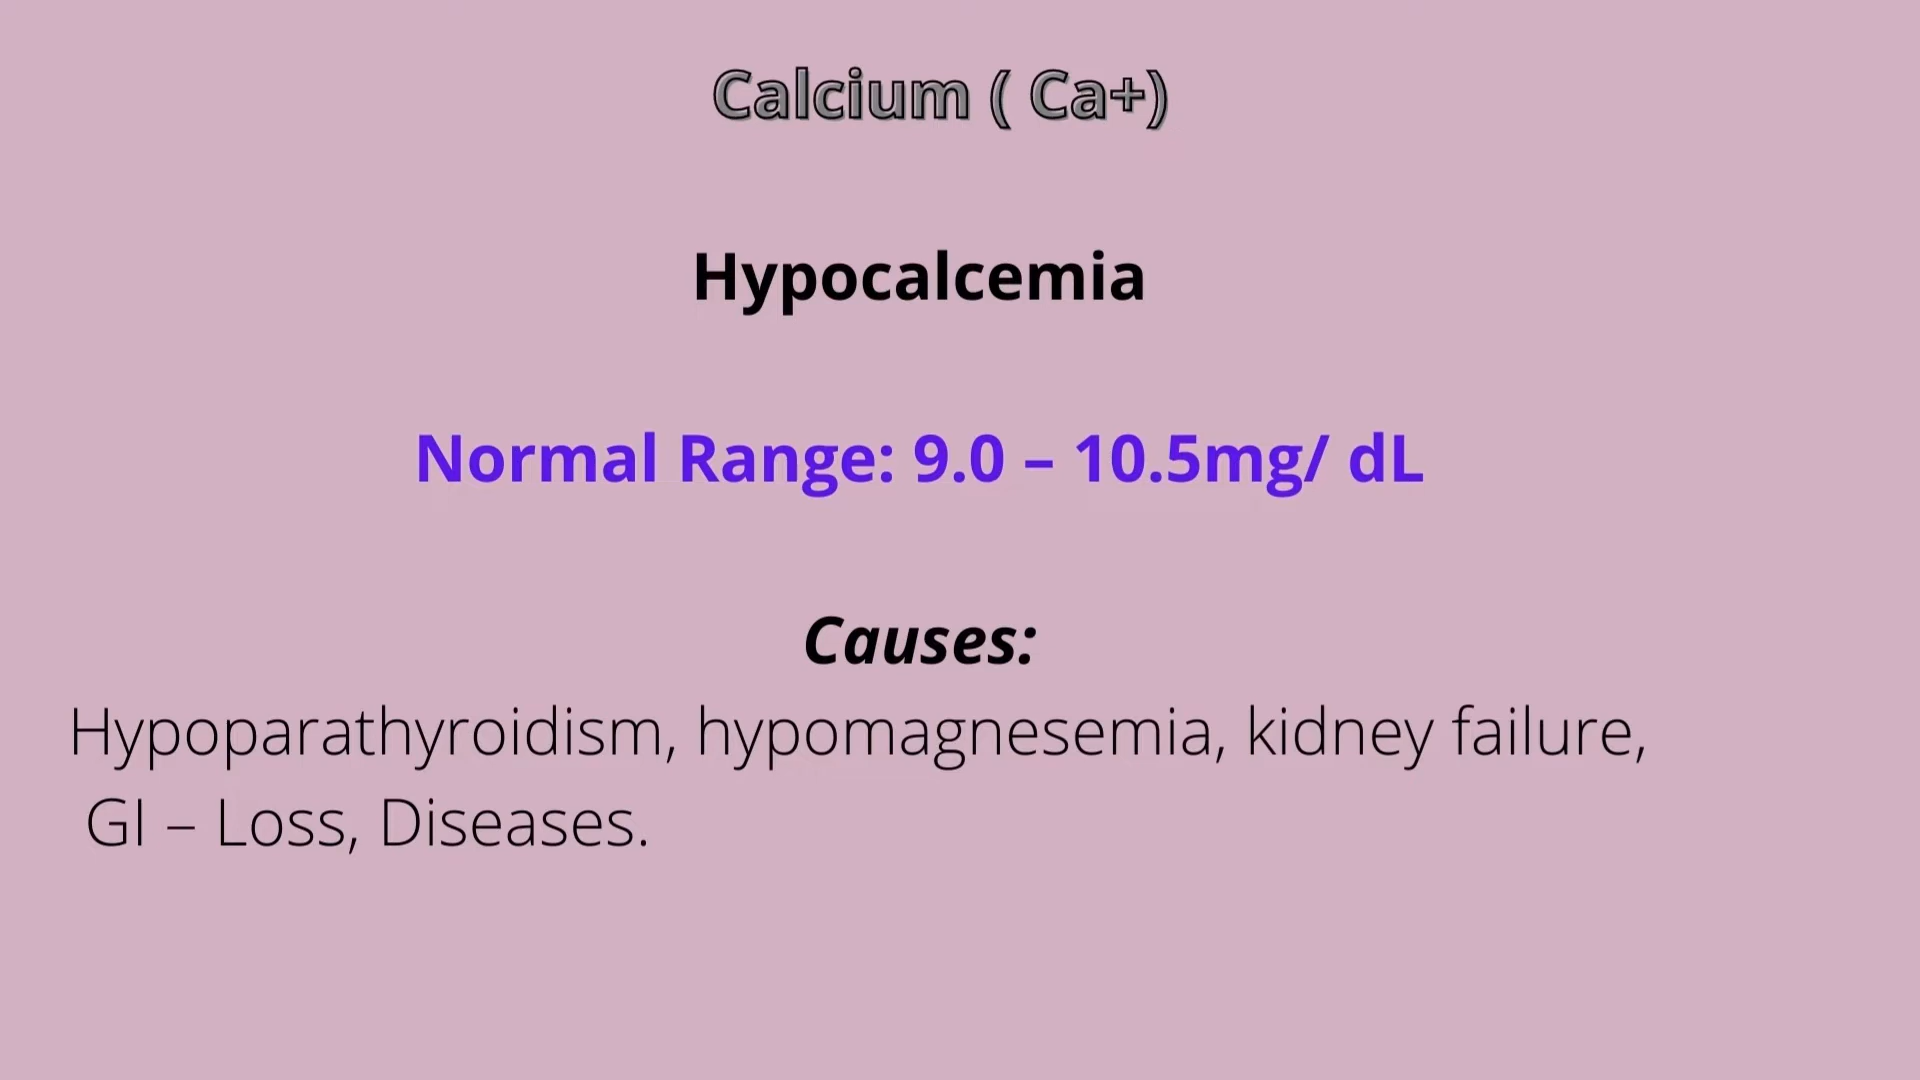 Calcium ( Ca+)
Hypocalcemia
Normal Range: 9.0 – 10.5mg/ dL
Causes:
Hypoparathyroidism, hypomagnesemia, kidney failure,
GI – Loss, Diseases.